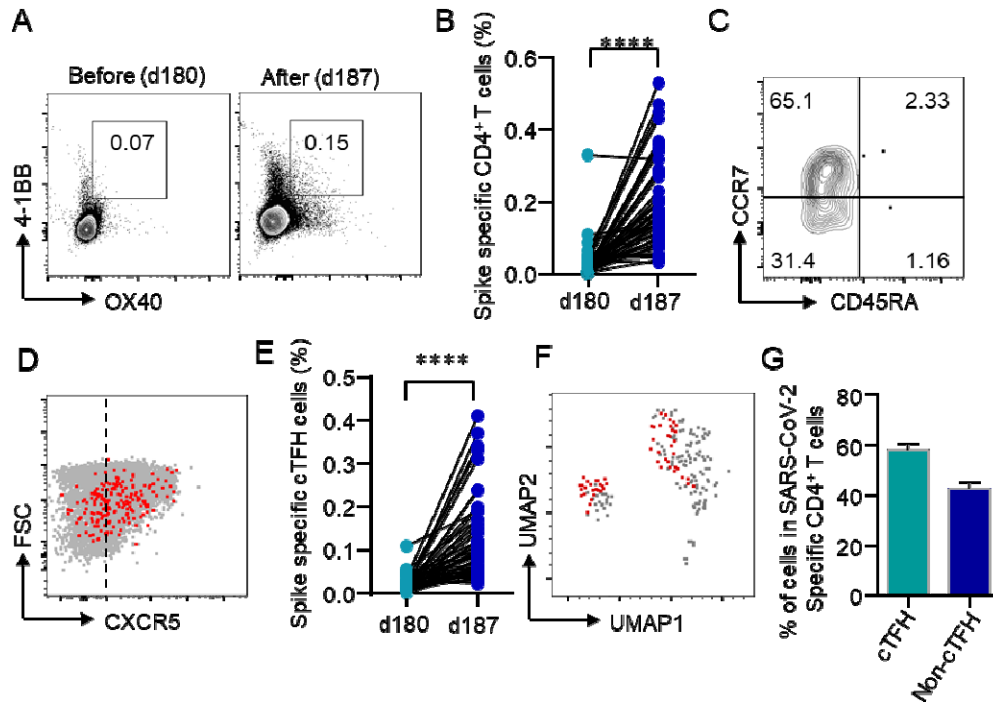 A
Before (d180)
After (d187)
0.07
0.15
4-1BB
OX40
B
Spike specific CD4⁺ T cells (%)
****
0.6
0.4
0.2
0.0
d180
d187
C
65.1
2.33
31.4
1.16
CCR7
CD45RA
D
FSC
CXCR5
E
Spike specific cTFH cells (%)
****
0.5
0.4
0.3
0.2
0.1
0.0
d180
d187
F
UMAP2
UMAP1
G
% of cells in SARS-CoV-2
Specific CD4⁺ T cells
80
60
40
20
0
cTFH
Non-cTFH